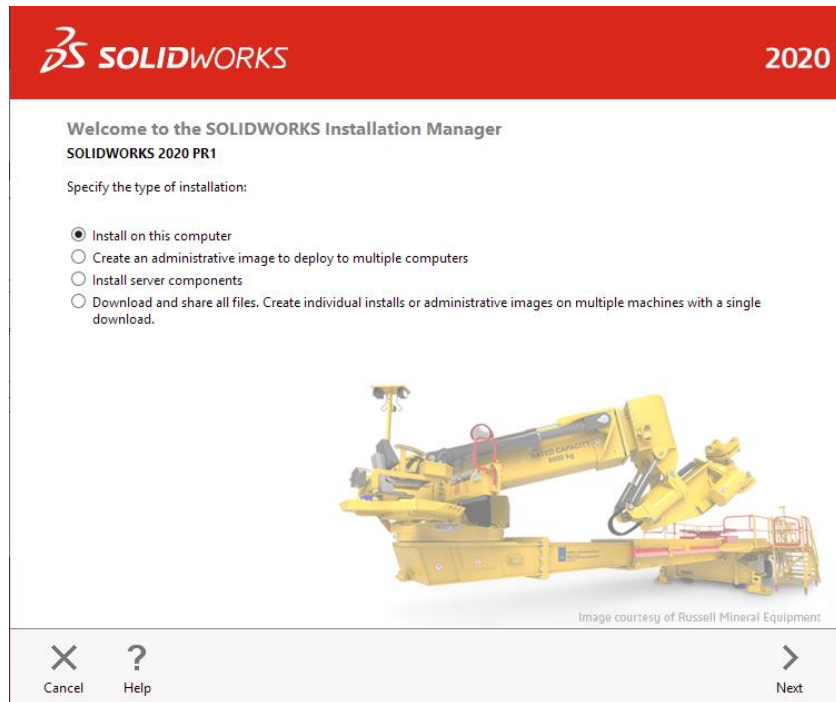 SOLIDWORKS
2020
Welcome to the SOLIDWORKS Installation Manager
SOLIDWORKS 2020 PR1
Specify the type of installation:
Install on this computer
Create an administrative image to deploy to multiple computers
Install server components
Download and share all files. Create individual installs or administrative images on multiple machines with a single
download.
RATED CAPACITY
5000 kg
Image courtesy of Russell Mineral Equipment
Cancel
Help
Next